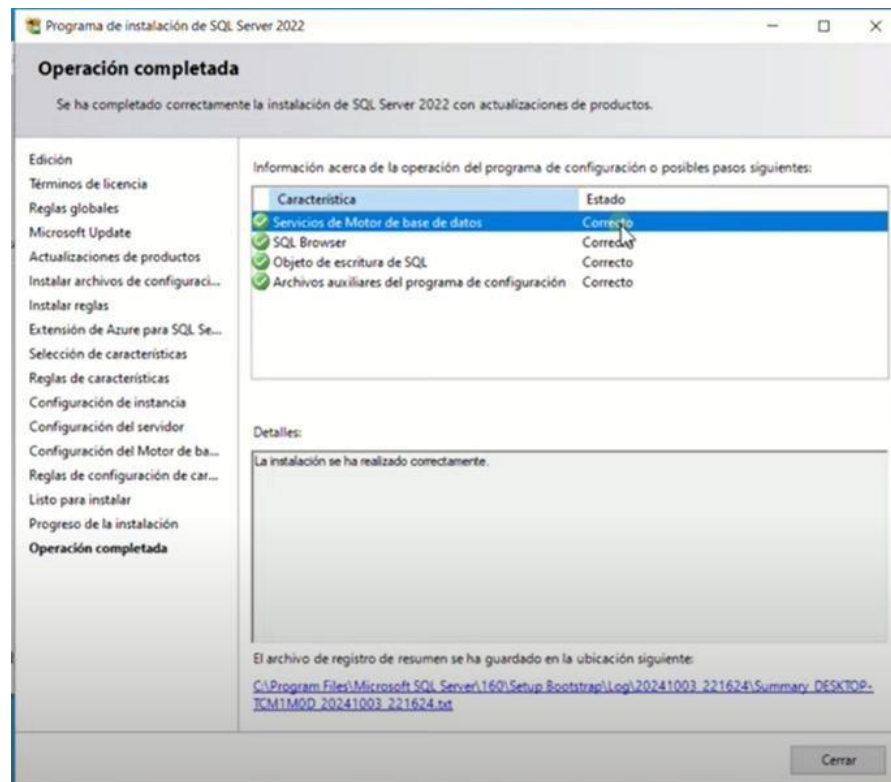 Programa de instalación de SQL Server 2022
Operación completada
Se ha completado correctamente la instalación de SQL Server 2022 con actualizaciones de productos.
Edición
Términos de licencia
Reglas globales
Microsoft Update
Actualizaciones de productos
Instalar archivos de configuraci...
Instalar reglas
Extensión de Azure para SQL Se...
Selección de características
Reglas de características
Configuración de instancia
Configuración del servidor
Configuración del Motor de ba...
Reglas de configuración de car...
Listo para instalar
Progreso de la instalación
Operación completada
Información acerca de la operación del programa de configuración o posibles pasos siguientes:
Característica Estado
Servicios de Motor de base de datos Correcto
SQL Browser Correcto
Objeto de escritura de SQL Correcto
Archivos auxiliares del programa de configuración Correcto
Detalles:
La instalación se ha realizado correctamente.
El archivo de registro de resumen se ha guardado en la ubicación siguiente:
C:\Program Files\Microsoft SQL Server\160\Setup Bootstrap\Log\20241003_221624\Summary_DESKTOP-
TCM1M0D_20241003_221624.txt
Cerrar